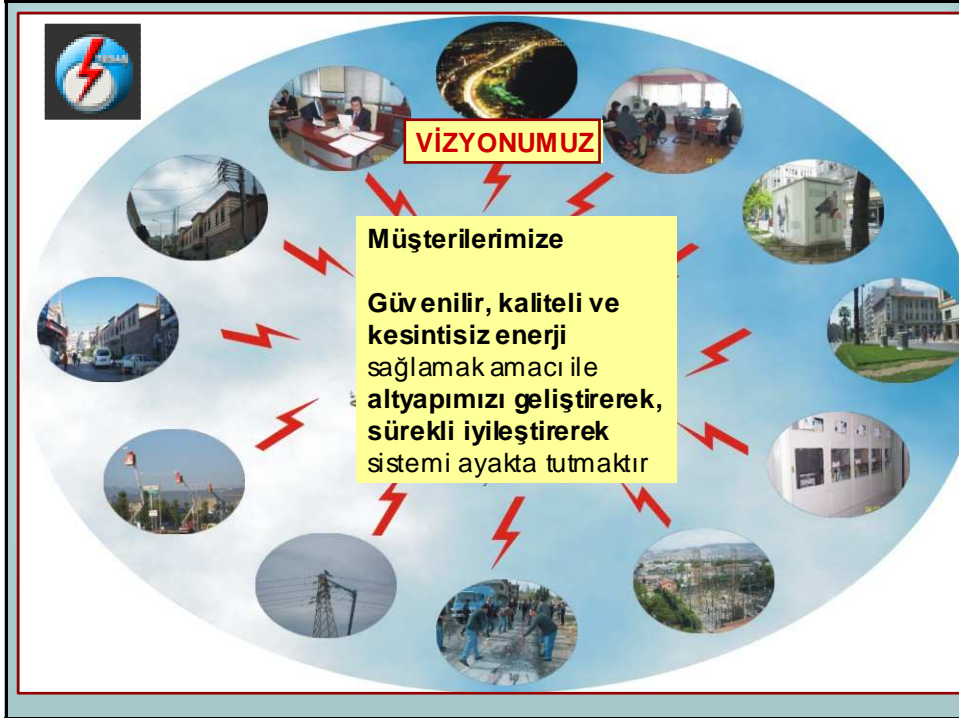 VİZYONUMUZ
Müşterilerimize
Güvenilir, kaliteli ve
kesintisiz enerji
sağlamak amacı ile
altyapımızı geliştirerek,
sürekli iyileştirerek
sistemi ayakta tutmaktır